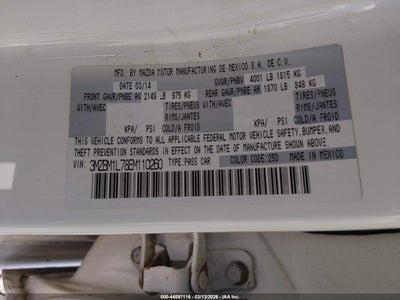 MFD. BY MAZDA MOTOR MANUFACTURING DE MEXICO S.A. DE C.V.
DATE 03/14 GVWR/PNBV 4001 LB 1815 KG
FRONT GAWR/PNBE AV 2149 LB 975 KG REAR GAWR/PNBE AR 1870 LB 848 KG
WITH/AVEC TIRES/PNEUS WITH/AVEC TIRES/PNEUS
RIMS/JANTES RIMS/JANTES
KPA/ PSI COLD/A FROID KPA/ PSI COLD/A FROID
THIS VEHICLE CONFORMS TO ALL APPLICABLE FEDERAL MOTOR VEHICLE SAFETY, BUMPER, AND
THEFT PREVENTION STANDARDS IN EFFECT ON THE DATE OF MANUFACTURE SHOWN ABOVE.
VIN: 3MZBM1L78EM110260 TYPE:PASS CAR COLOR CODE:25D MADE IN MEXICO
000-44597116 - 03/13/2026 - IAAI.COM